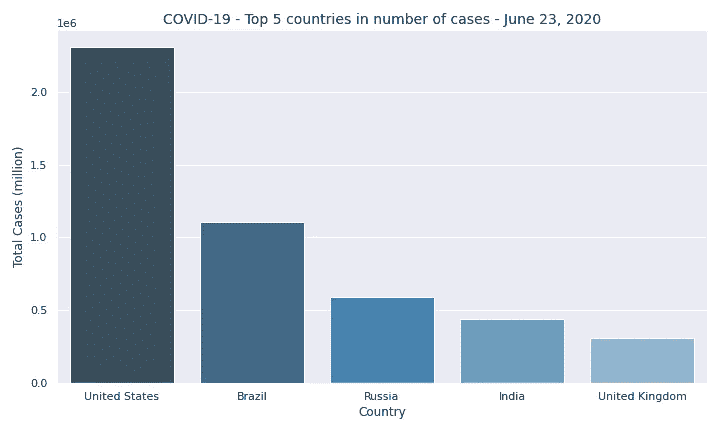 COVID-19 - Top 5 countries in number of cases - June 23, 2020
1e6
2.0
1.5
1.0
0.5
0.0
Total Cases (million)
United States Brazil Russia India United Kingdom
Country